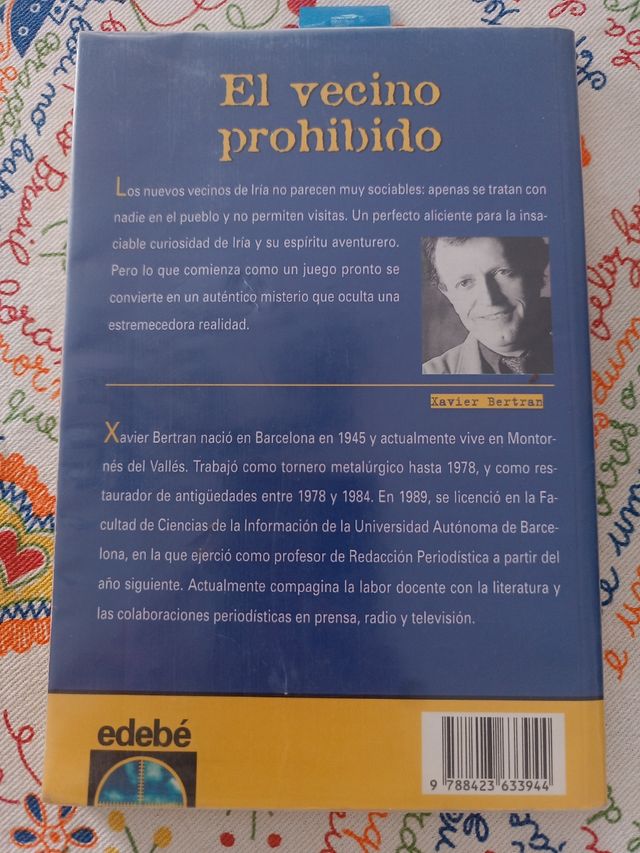 El vecino
prohibido
Los nuevos vecinos de Iría no parecen muy sociables: apenas se tratan con
nadie en el pueblo y no permiten visitas. Un perfecto aliciente para la insa-
ciable curiosidad de Iría y su espíritu aventurero.
Pero lo que comienza como un juego pronto se
convierte en un auténtico misterio que oculta una
estremecedora realidad.
Xavier Bertran
Xavier Bertran nació en Barcelona en 1945 y actualmente vive en Montor-
nés del Vallés. Trabajó como tornero metalúrgico hasta 1978, y como res-
taurador de antigüedades entre 1978 y 1984. En 1989, se licenció en la Fa-
cultad de Ciencias de la Información de la Universidad Autónoma de Barce-
lona, en la que ejerció como profesor de Redacción Periodística a partir del
año siguiente. Actualmente compagina la labor docente con la literatura y
las colaboraciones periodísticas en prensa, radio y televisión.
edebé
9 788423 633944
Brasil